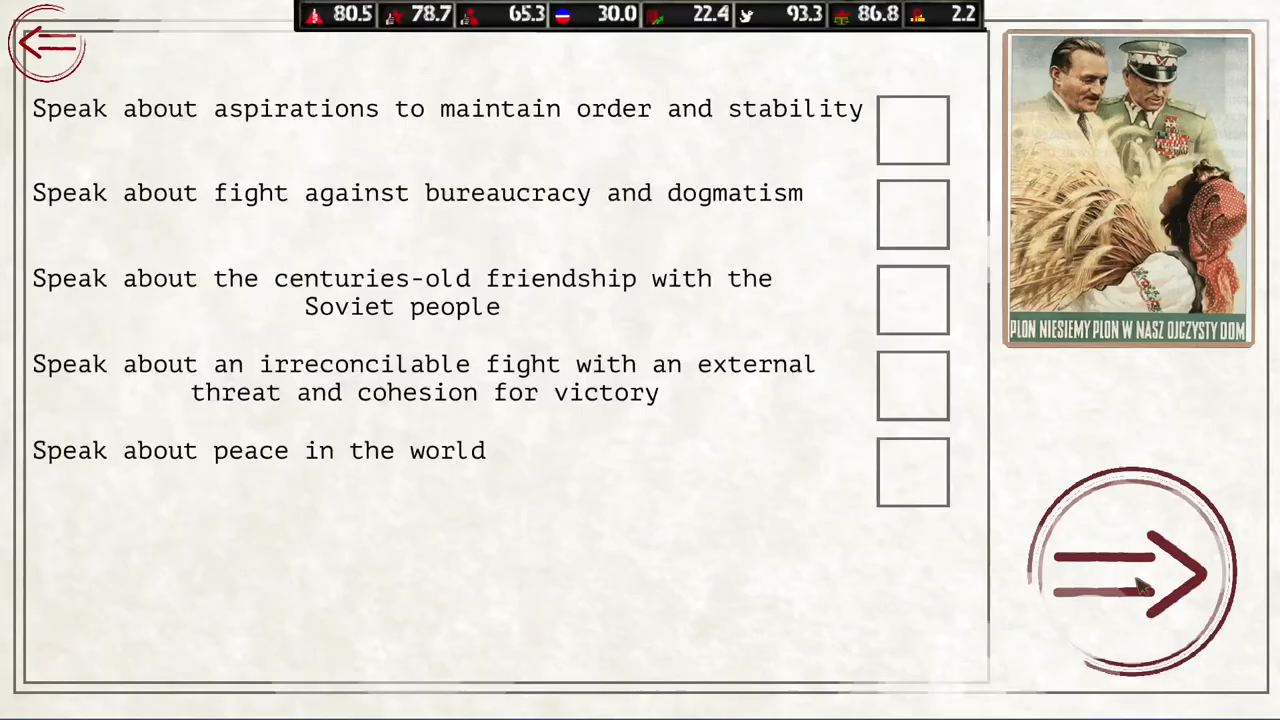 80.5 78.7 65.3 30.0 22.4 93.3 86.8 2.2
Speak about aspirations to maintain order and stability
Speak about fight against bureaucracy and dogmatism
Speak about the centuries-old friendship with the
Soviet people
Speak about an irreconcilable fight with an external
threat and cohesion for victory
Speak about peace in the world
PLON NIESIEMY PLON W NASZ OJCZYSTY DOM